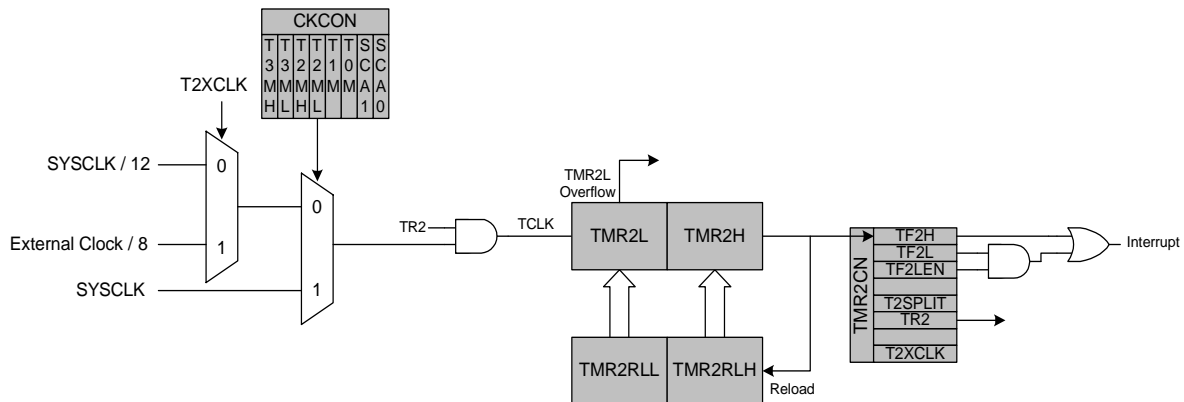 CKCON
T3MH
T3ML
T2MH
T2ML
T1M
T0M
SCA1
SCA0
T2XCLK
SYSCLK / 12
0
External Clock / 8
1
SYSCLK
0
1
TR2
TCLK
TMR2L
Overflow
TMR2L
TMR2H
TMR2RLL
TMR2RLH
Reload
TMR2CN
TF2H
TF2L
TF2LEN
T2SPLIT
TR2
T2XCLK
Interrupt